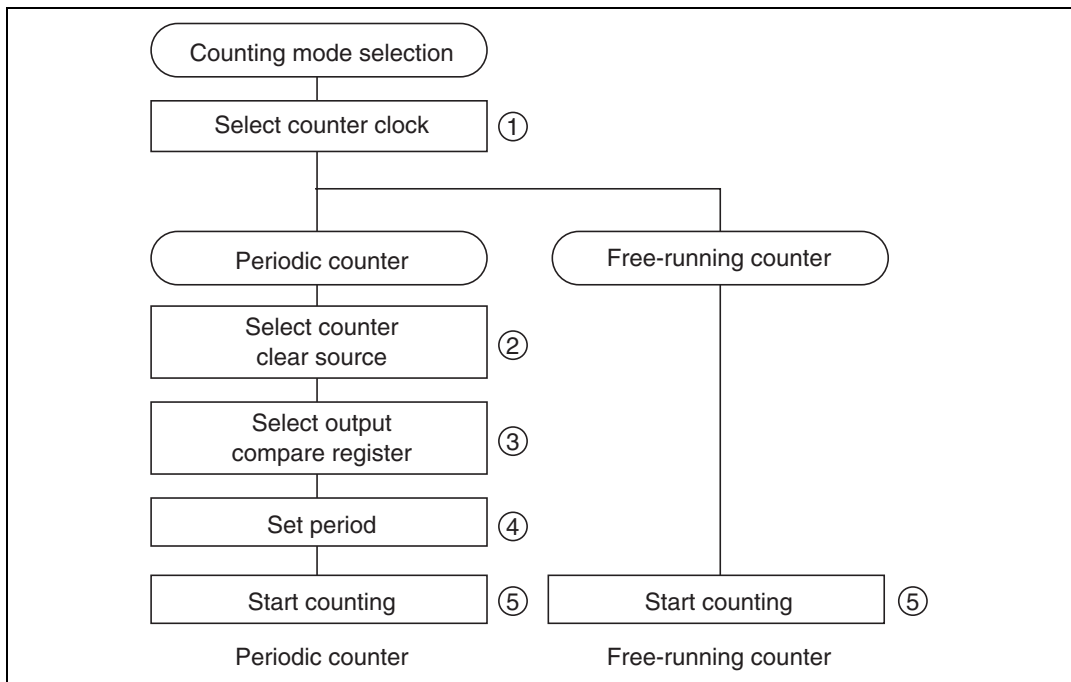 Counting mode selection
Select counter clock ①
Periodic counter
Free-running counter
Select counter
clear source ②
Select output
compare register ③
Set period ④
Start counting ⑤
Start counting ⑤
Periodic counter
Free-running counter